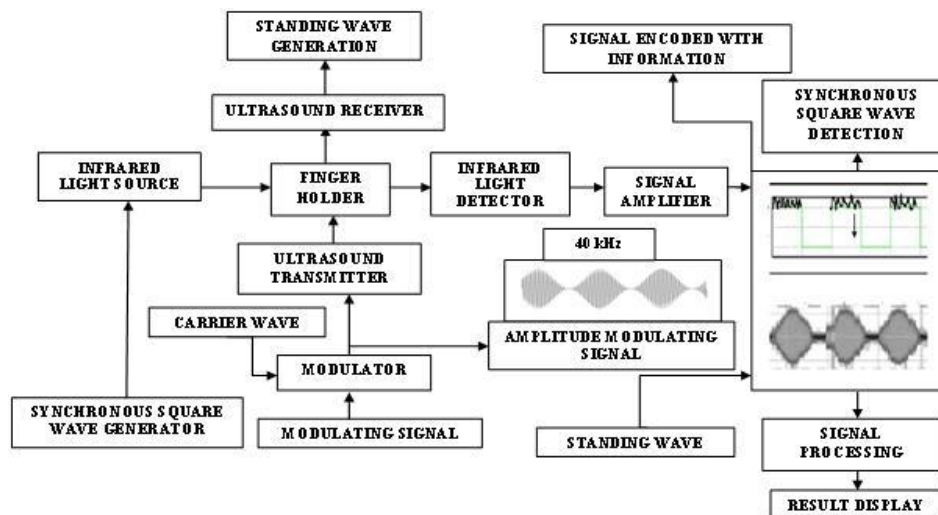 STANDING WAVE
GENERATION
SIGNAL ENCODED WITH
INFORMATION
ULTRASOUND RECEIVER
SYNCHRONOUS
SQUARE WAVE
DETECTION
INFRARED
LIGHT SOURCE
FINGER
HOLDER
INFRARED
LIGHT
DETECTOR
SIGNAL
AMPLIFIER
ULTRASOUND
TRANSMITTER
40 kHz
CARRIER WAVE
AMPLITUDE MODULATING
SIGNAL
MODULATOR
SYNCHRONOUS SQUARE
WAVE GENERATOR
MODULATING SIGNAL
STANDING WAVE
SIGNAL
PROCESSING
RESULT DISPLAY